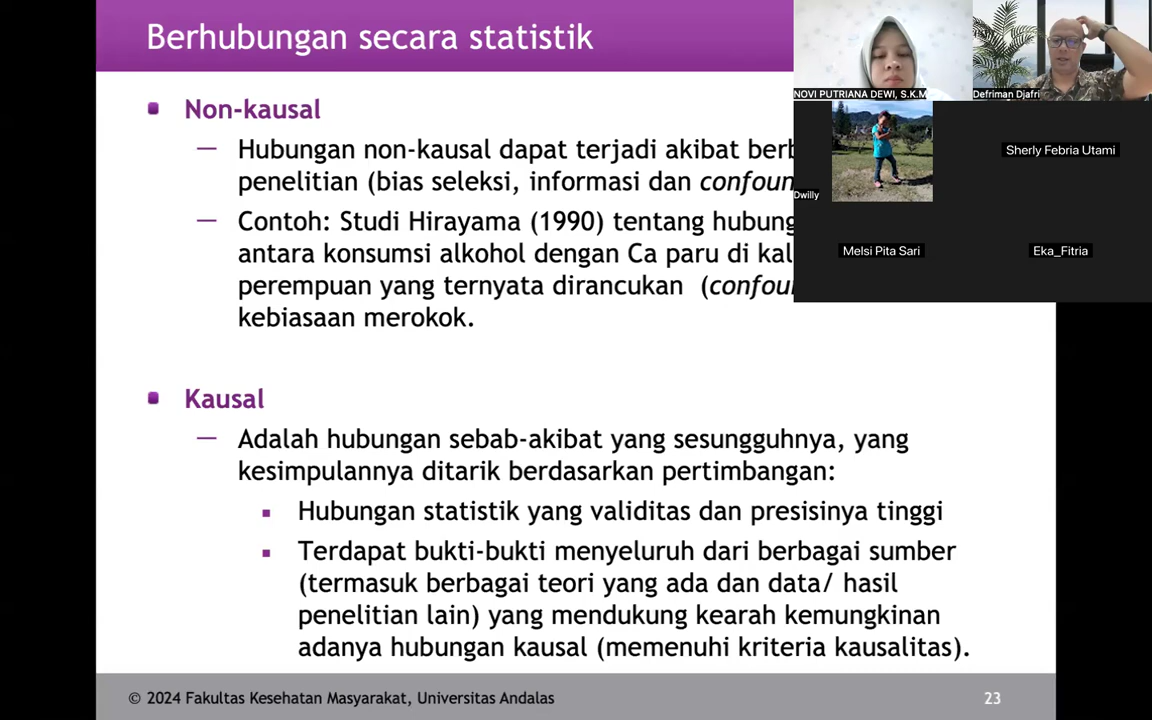 Berhubungan secara statistik
Non-kausal
— Hubungan non-kausal dapat terjadi akibat
penelitian (bias seleksi, informasi dan
— Contoh: Studi Hirayama (1990) tentang
antara konsumsi alkohol dengan Ca paru di
perempuan yang ternyata dirancukan
kebiasaan merokok.
Kausal
— Adalah hubungan sebab-akibat yang sesungguhnya, yang
kesimpulannya ditarik berdasarkan pertimbangan:
Hubungan statistik yang validitas dan presisinya tinggi
Terdapat bukti-bukti menyeluruh dari berbagai sumber
(termasuk berbagai teori yang ada dan data/ hasil
penelitian lain) yang mendukung kearah kemungkinan
adanya hubungan kausal (memenuhi kriteria kausalitas).
© 2024 Fakultas Kesehatan Masyarakat, Universitas Andalas
23
NOVI PUTRIANA DEWI, S.K.M
Defriman Djafri
Dwilly
Sherly Febria Utami
Melsi Pita Sari
Eka_Fitria